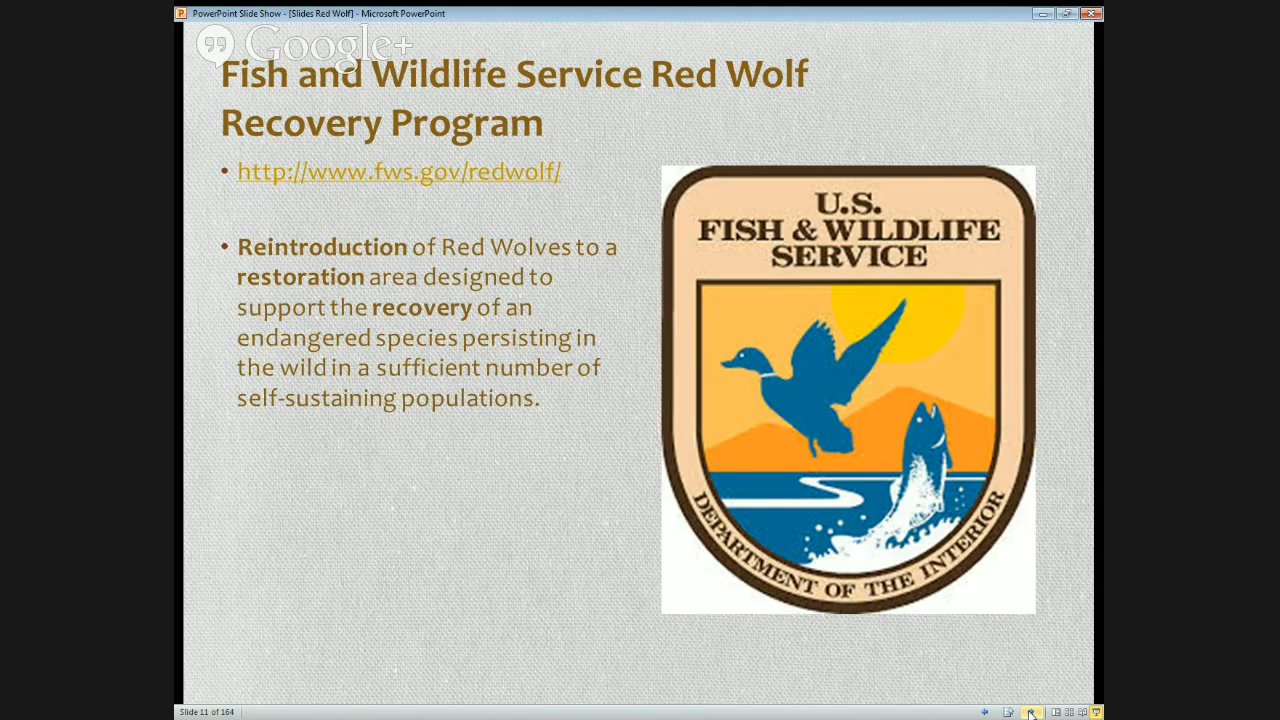 PowerPoint Slide Show - [Slides Red Wolf] - Microsoft PowerPoint
Google+
Fish and Wildlife Service Red Wolf
Recovery Program
• http://www.fws.gov/redwolf/
• Reintroduction of Red Wolves to a
restoration area designed to
support the recovery of an
endangered species persisting in
the wild in a sufficient number of
self-sustaining populations.
U.S.
FISH & WILDLIFE
SERVICE
DEPARTMENT OF THE INTERIOR
Slide 11 of 164